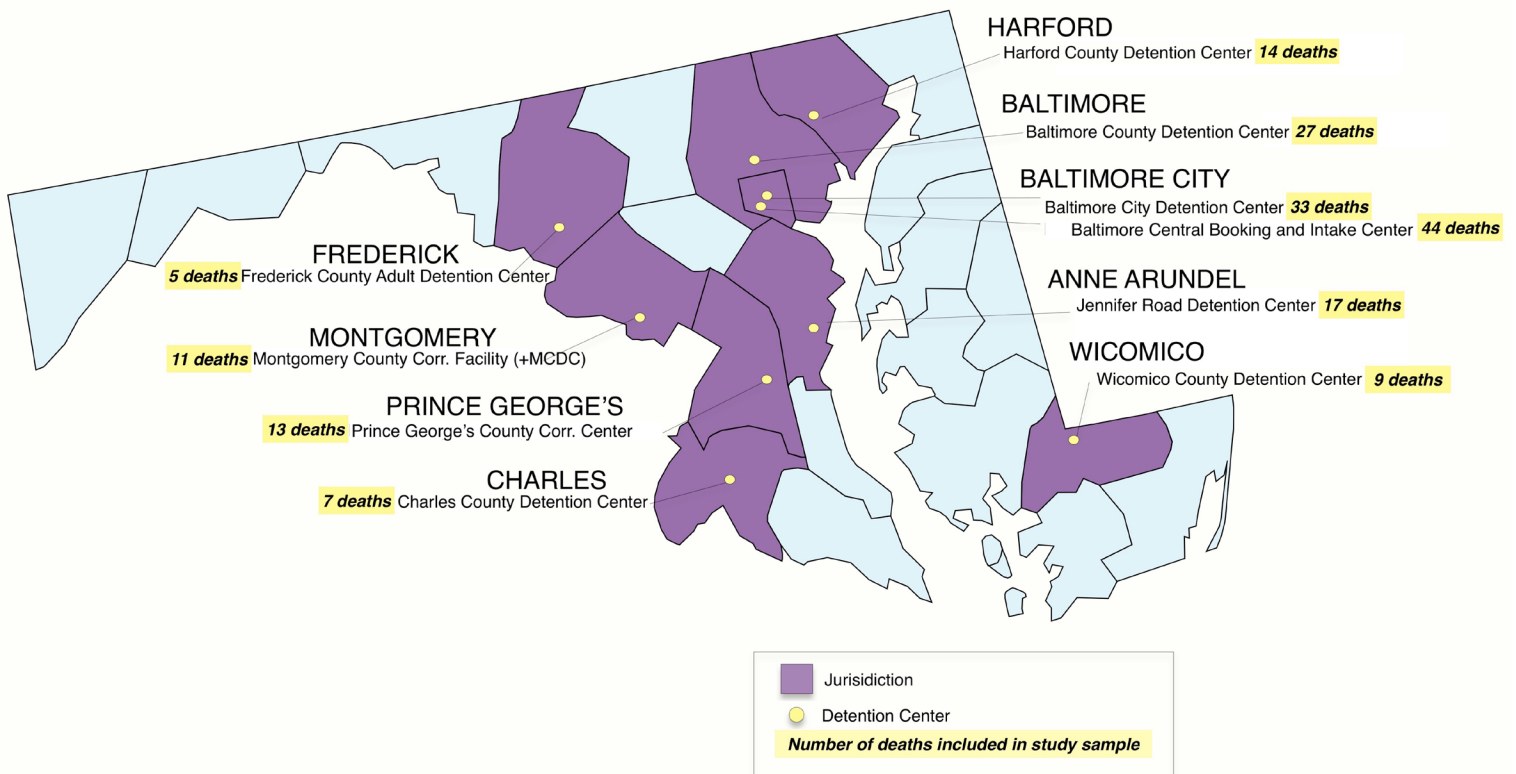 HARFORD
Harford County Detention Center 14 deaths
BALTIMORE
Baltimore County Detention Center 27 deaths
BALTIMORE CITY
Baltimore City Detention Center 33 deaths
Baltimore Central Booking and Intake Center 44 deaths
FREDERICK
5 deaths Frederick County Adult Detention Center
ANNE ARUNDEL
Jennifer Road Detention Center 17 deaths
MONTGOMERY
11 deaths Montgomery County Corr. Facility (+MCDC)
WICOMICO
Wicomico County Detention Center 9 deaths
PRINCE GEORGE'S
13 deaths Prince George's County Corr. Center
CHARLES
7 deaths Charles County Detention Center
Jurisidiction
Detention Center
Number of deaths included in study sample